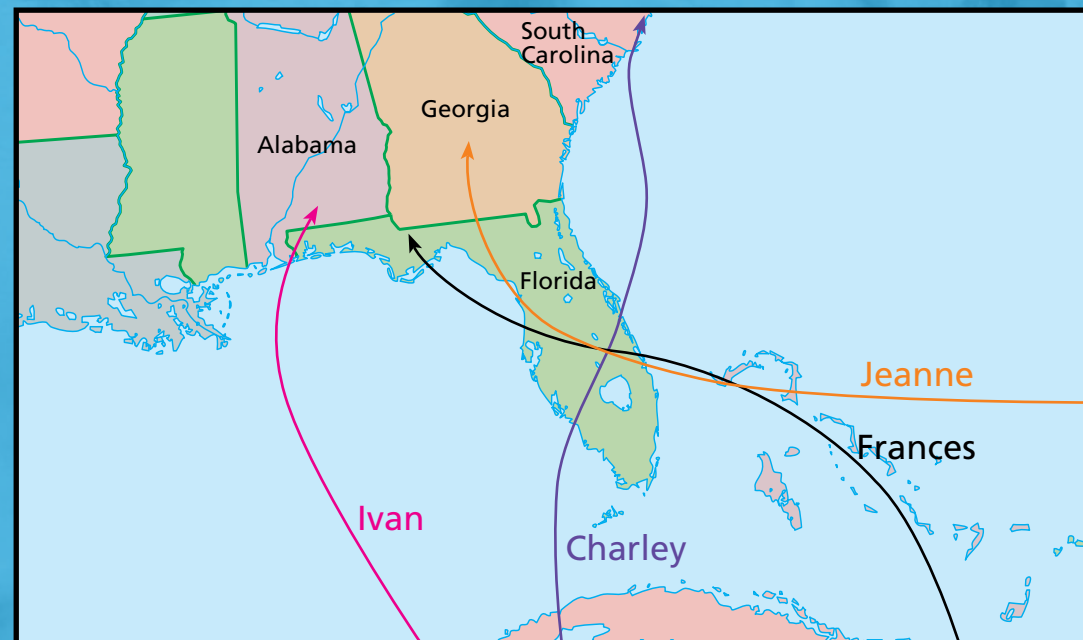 South
Carolina
Georgia
Alabama
Florida
Jeanne
Frances
Ivan
Charley